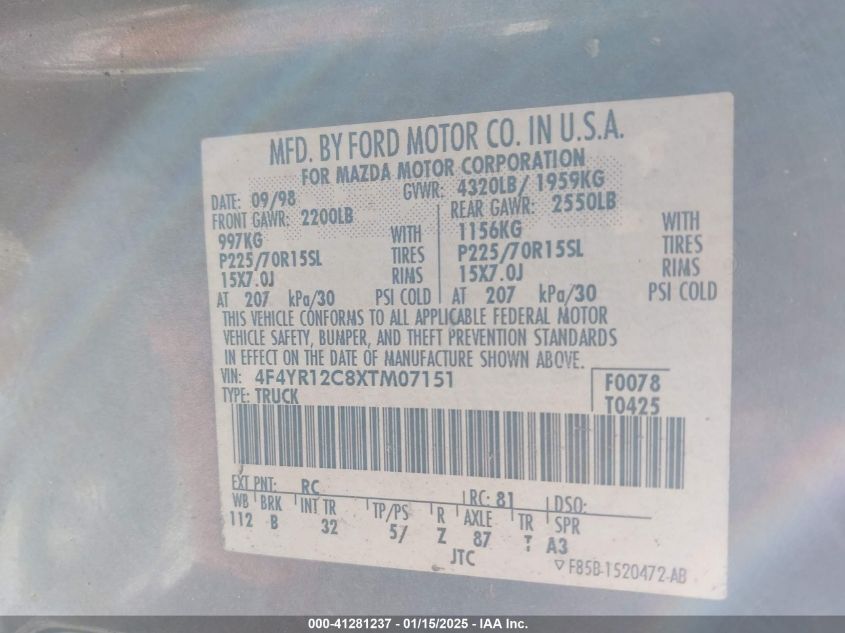 MFD. BY FORD MOTOR CO. IN U.S.A.
FOR MAZDA MOTOR CORPORATION
DATE: 09/98 GVWR: 4320LB/ 1959KG
FRONT GAWR: 2200LB REAR GAWR: 2550LB
997KG WITH 1156KG WITH
P225/70R15SL TIRES P225/70R15SL TIRES
15X7.0J RIMS 15X7.0J RIMS
AT 207 kPa/30 PSI COLD AT 207 kPa/30 PSI COLD
THIS VEHICLE CONFORMS TO ALL APPLICABLE FEDERAL MOTOR
VEHICLE SAFETY, BUMPER, AND THEFT PREVENTION STANDARDS
IN EFFECT ON THE DATE OF MANUFACTURE SHOWN ABOVE.
VIN: 4F4YR12C8XTM07151 F0078
TYPE: TRUCK T0425
EXT PNT: RC RC: 81 DSO:
WB BRK INT TR TP/PS R AXLE TR SPR
112 B 32 5/ Z 87 T A3
JTC
F85B-1520472-AB
000-41281237 - 01/15/2025 - IAA Inc.